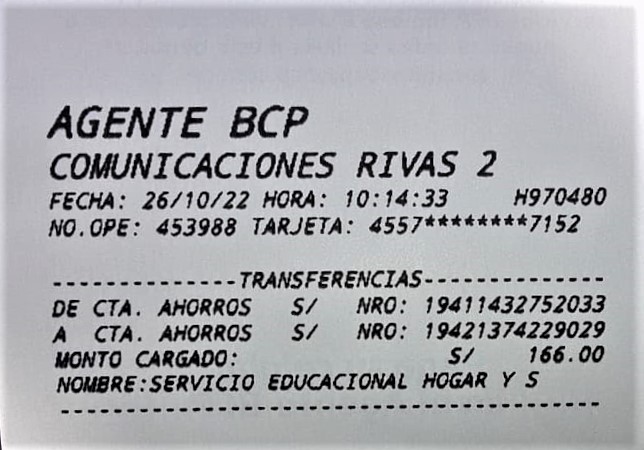 AGENTE BCP
COMUNICACIONES RIVAS 2
FECHA: 26/10/22 HORA: 10:14:33 H970480
NO.OPE: 453988 TARJETA: 4557********7152
--------------TRANSFERENCIAS--------------
DE CTA. AHORROS S/ NRO: 19411432752033
A CTA. AHORROS S/ NRO: 19421374229029
MONTO CARGADO: S/ 166.00
NOMBRE:SERVICIO EDUCACIONAL HOGAR Y S
------------------------------------------